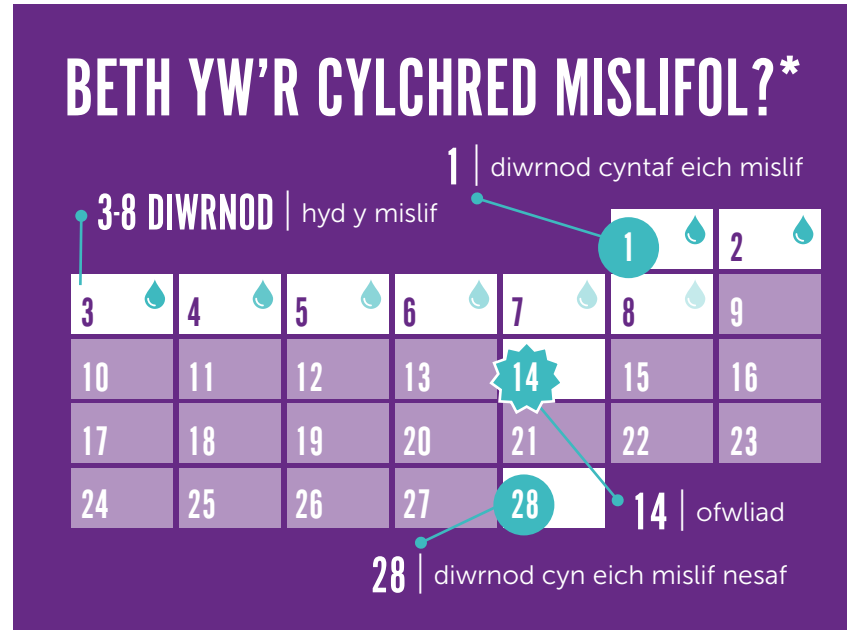 BETH YW'R CYLCHRED MISLIFOL?*
1 | diwrnod cyntaf eich mislif
3-8 DIWRNOD | hyd y mislif
1 2
3 4 5 6 7 8 9
10 11 12 13 14 15 16
17 18 19 20 21 22 23
24 25 26 27 28
14 | ofwliad
28 | diwrnod cyn eich mislif nesaf